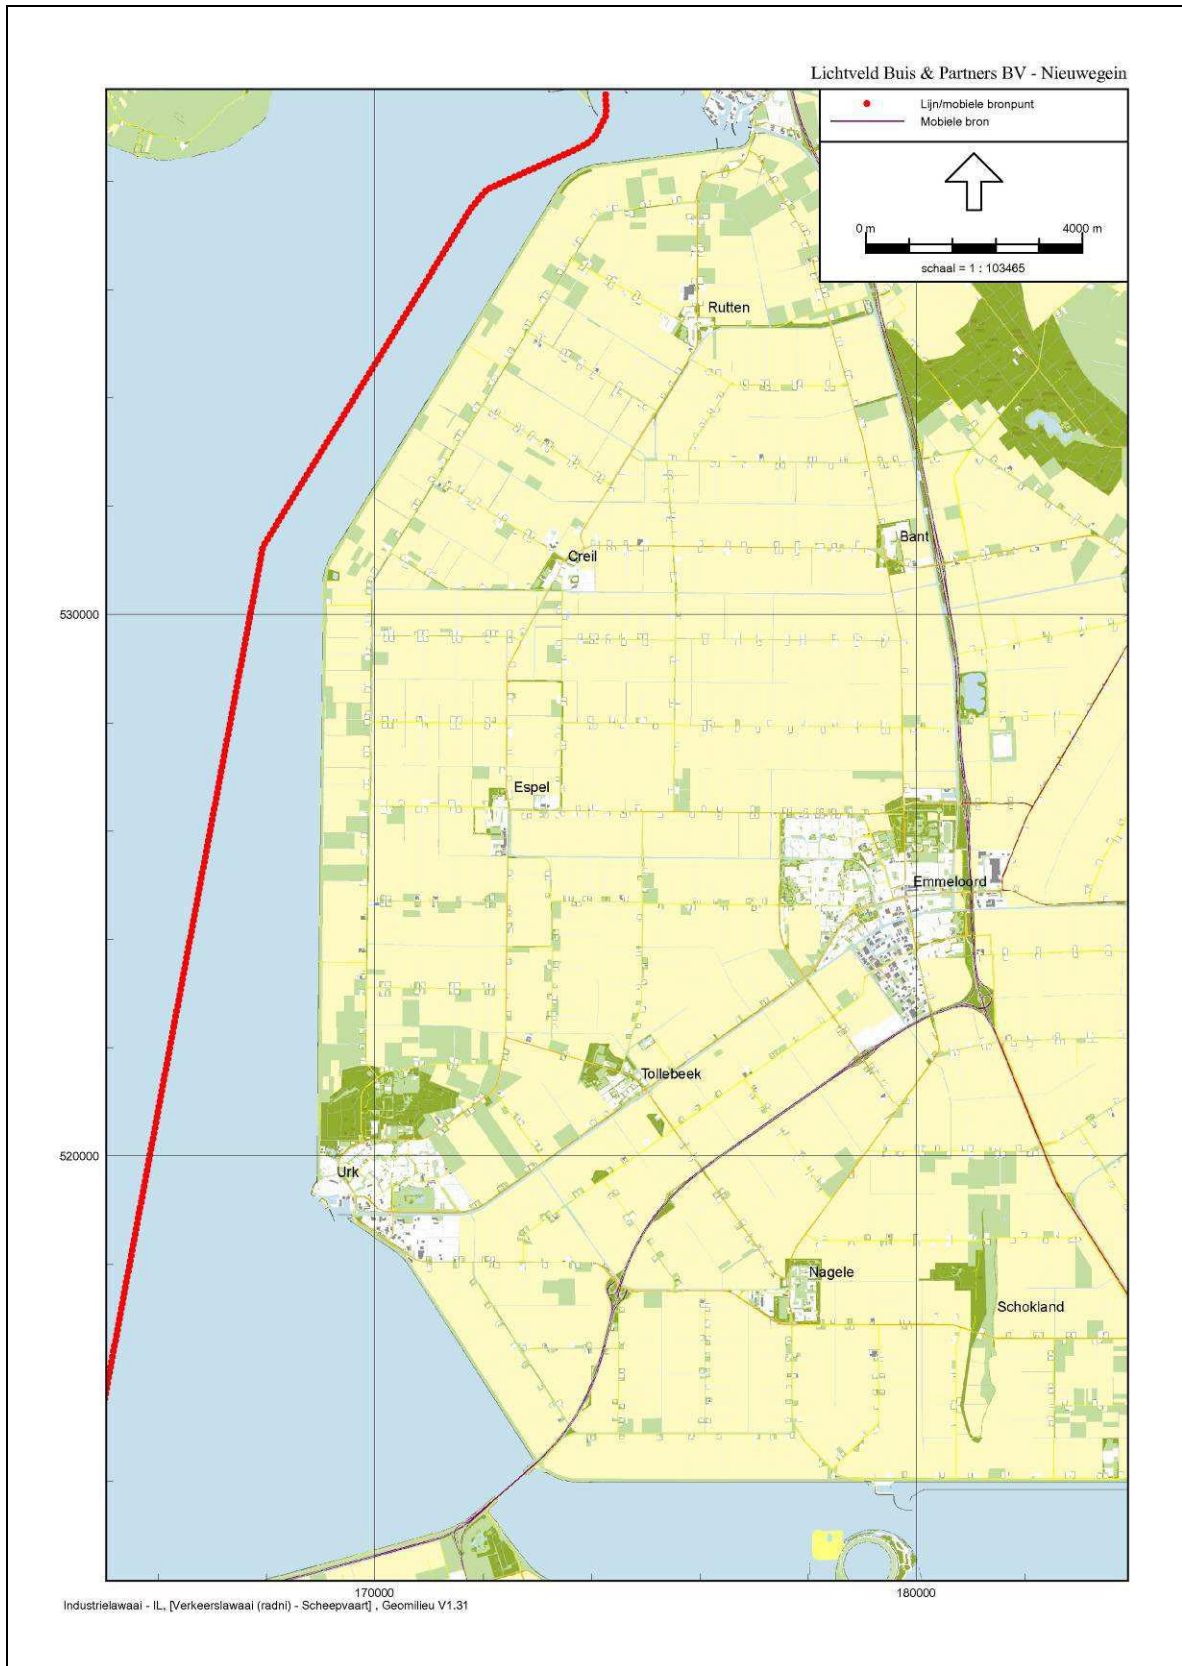 Lichtveld Buis & Partners BV - Nieuwegein
Lijn/mobiele bronpunt
Mobiele bron
0 m 4000 m
schaal = 1 : 103465
Rutten
Bant
Creil
530000
Espel
Emmeloord
Tollebeek
520000
Urk
Nagele
Schokland
170000 180000
Industrielawaai - IL, [Verkeerslawaai (radni) - Scheepvaart] , Geomilieu V1.31